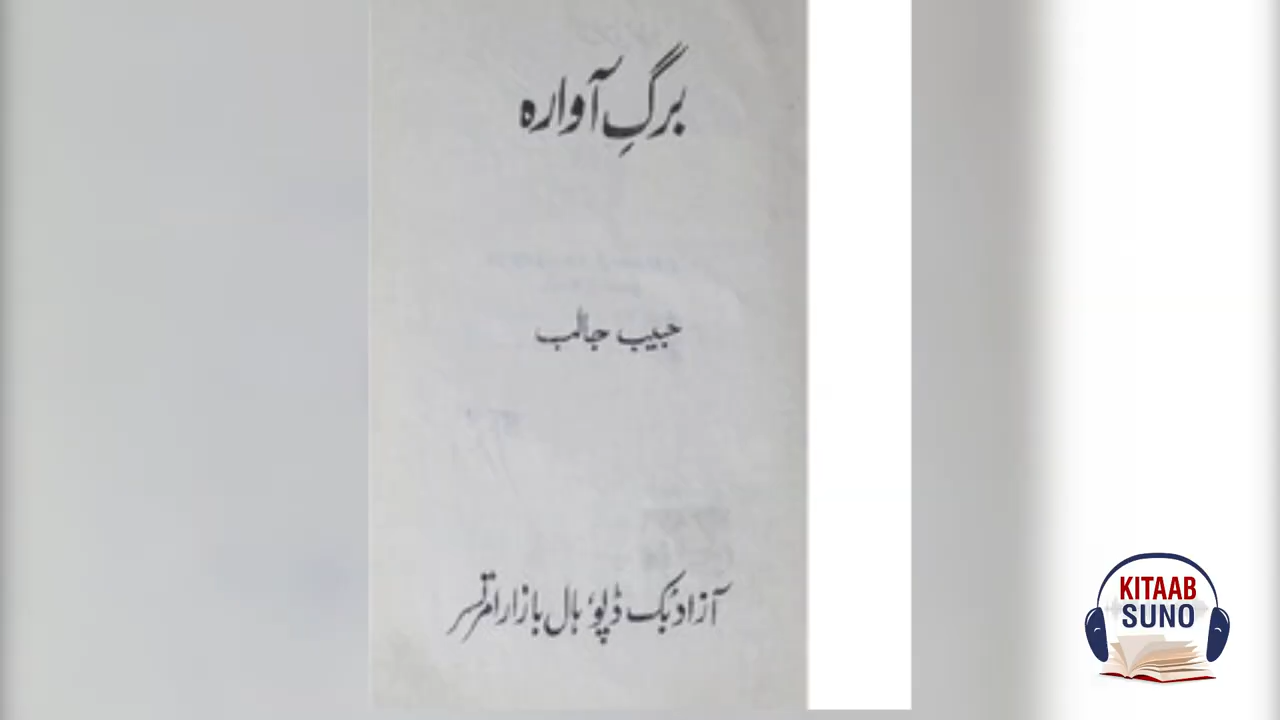 برگِ آوارہ
حبیب جالب
آزاد بک ڈپو، ہال بازار امرتسر
KITAAB
SUNO